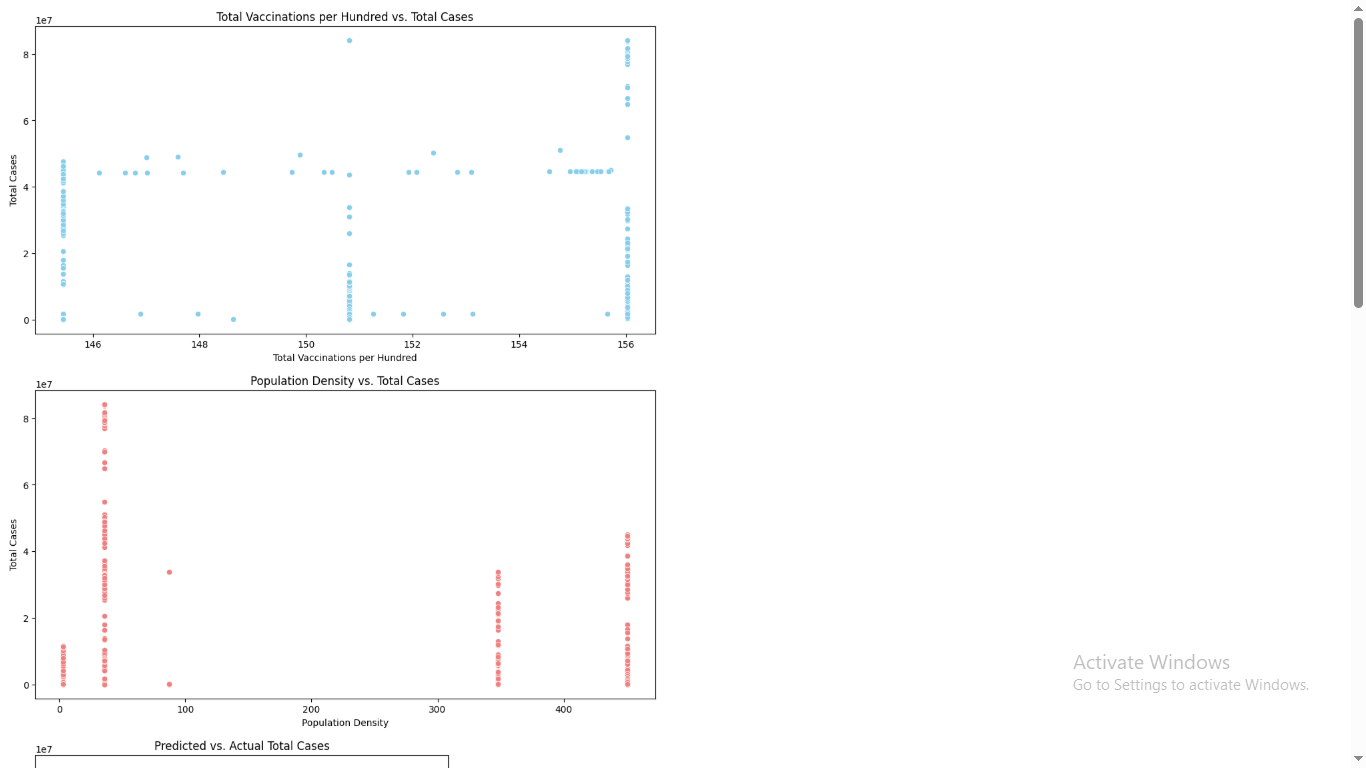 Total Vaccinations per Hundred vs. Total Cases
1e7
8
6
4
2
0
Total Cases
146 148 150 152 154 156
Total Vaccinations per Hundred
Population Density vs. Total Cases
1e7
8
6
4
2
0
Total Cases
0 100 200 300 400
Population Density
Predicted vs. Actual Total Cases
1e7
Activate Windows
Go to Settings to activate Windows.